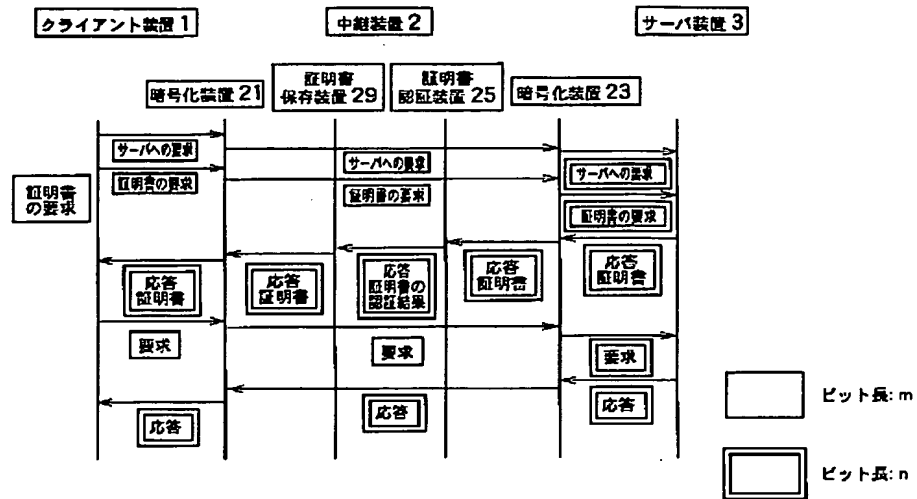 クライアント装置 1
中継装置 2
サーバ装置 3
暗号化装置 21
証明書
保存装置 29
証明書
認証装置 25
暗号化装置 23
サーバへの要求
サーバへの要求
サーバへの要求
証明書
の要求
証明書の要求
証明書の要求
証明書の要求
応答
証明書
応答
証明書
応答
証明書の
認証結果
応答
証明書
応答
証明書
要求
要求
要求
応答
応答
応答
ビット長: m
ビット長: n